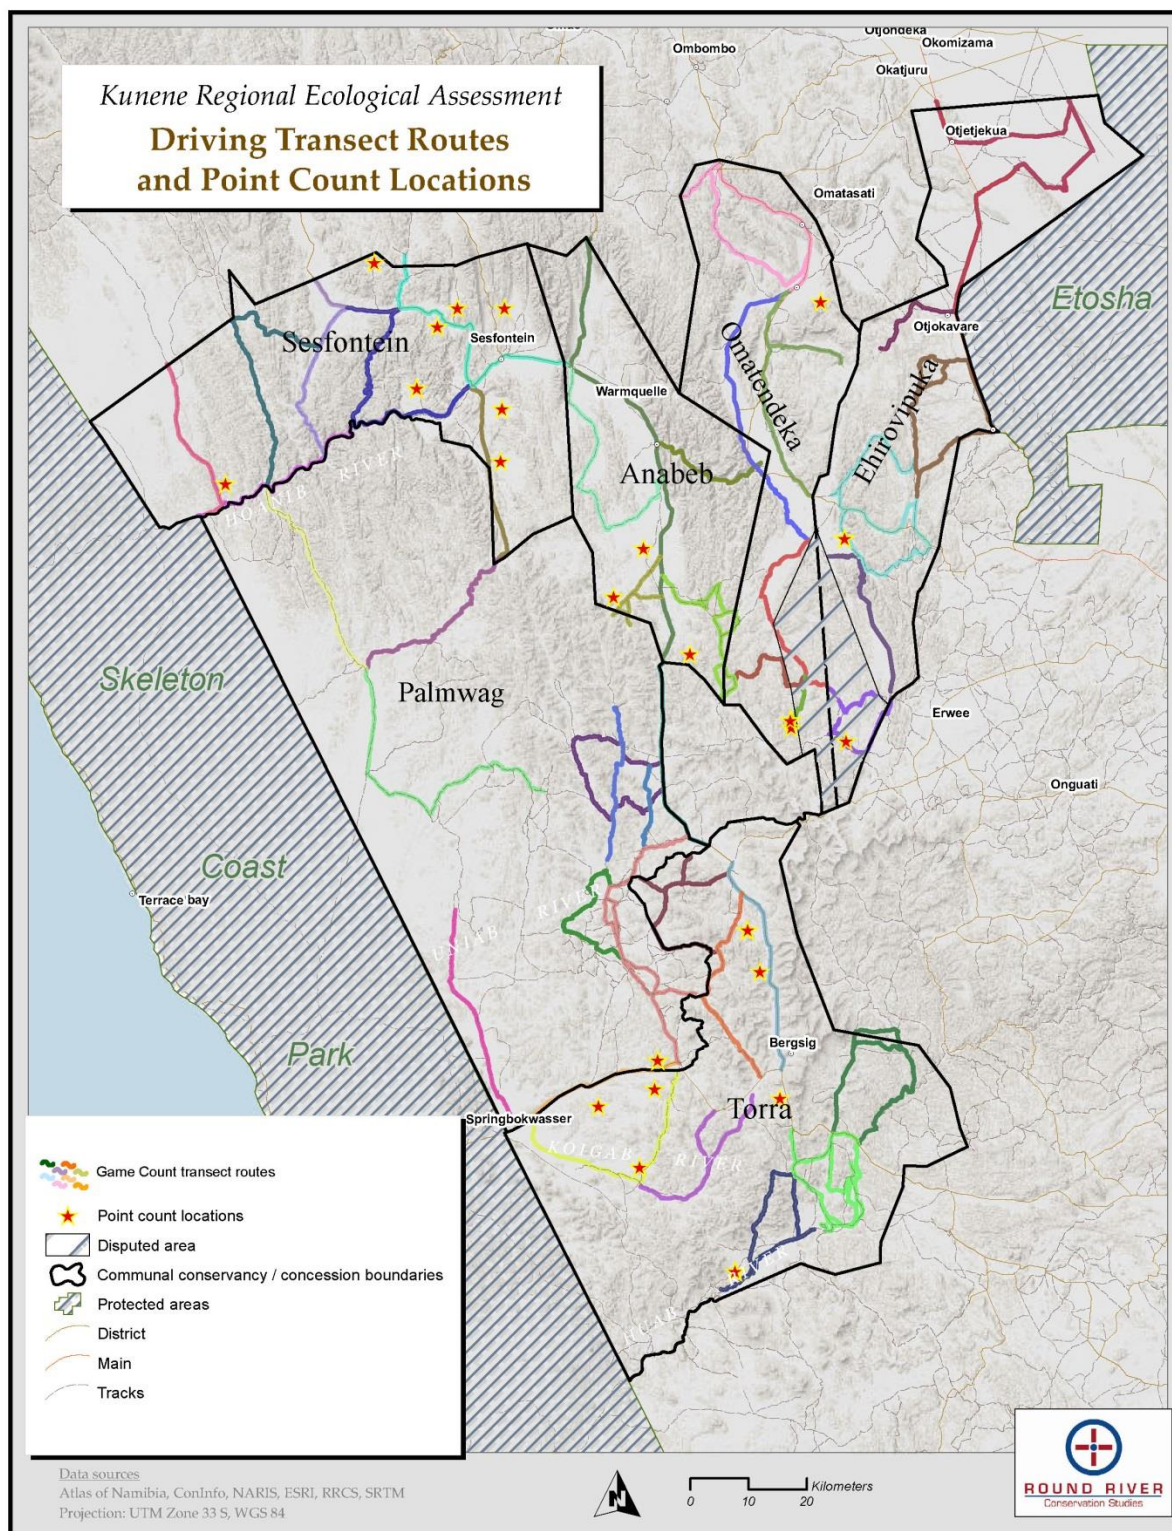 Omuo
Otjondeka
Okomizama
Ombombo
Okatjuru
Kunene Regional Ecological Assessment
Driving Transect Routes
and Point Count Locations
Otjetjekua
Omatasati
Etosha
Otjokavare
Sesfontein
Sesfontein
Omatendeka
Warmquelle
Ehirovipuka
Anabeb
HOANIB RIVER
Skeleton
Palmwag
Erwee
Onguati
Coast
Terrace bay
UNIAB RIVER
Park
Bergsig
Springbokwasser
Torra
KOIGAB RIVER
HUAB RIVER
Game Count transect routes
Point count locations
Disputed area
Communal conservancy / concession boundaries
Protected areas
District
Main
Tracks
Data sources
Atlas of Namibia, ConInfo, NARIS, ESRI, RRCS, SRTM
Projection: UTM Zone 33 S, WGS 84
N
Kilometers
0 10 20
ROUND RIVER
Conservation Studies